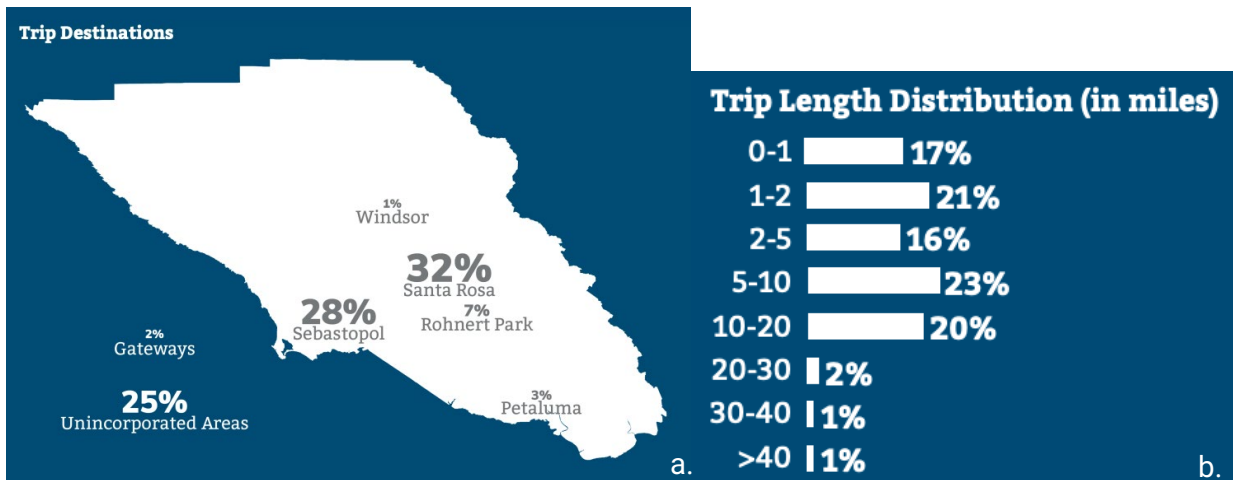 Trip Destinations
1%
Windsor
32%
Santa Rosa
28%
Sebastopol
7%
Rohnert Park
2%
Gateways
25%
Unincorporated Areas
3%
Petaluma
a.
Trip Length Distribution (in miles)
0-1 17%
1-2 21%
2-5 16%
5-10 23%
10-20 20%
20-30 2%
30-40 1%
>40 1%
b.